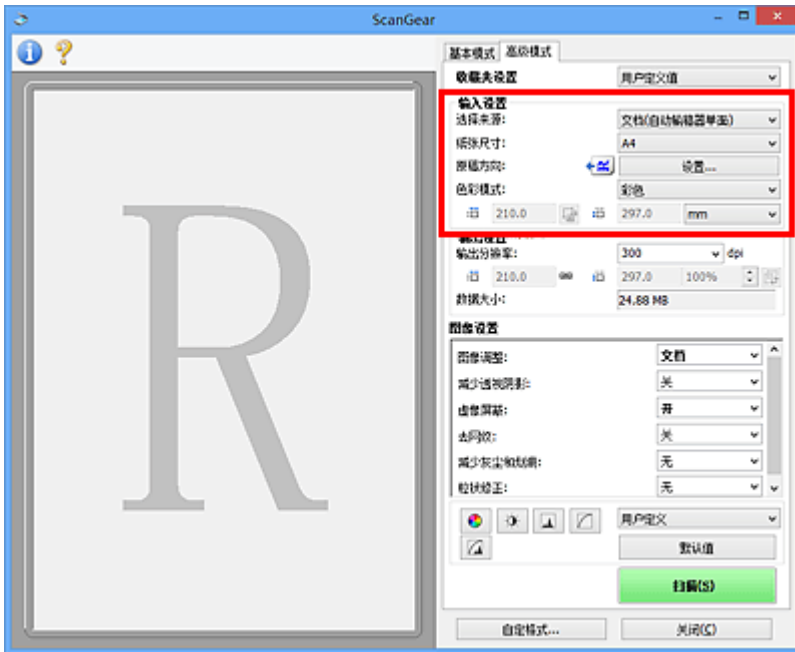 ScanGear
基本模式 高级模式
收藏夹设置 用户定义值
输入设置
选择来源: 文档(自动输稿器单面)
纸张尺寸: A4
原稿方向: 设置...
色彩模式: 彩色
210.0 297.0 mm
输出设置
输出分辨率: 300 dpi
210.0 297.0 100%
数据大小: 24.88 MB
图像设置
图像调整: 文档
减少透视阴影: 关
虚像屏蔽: 开
去网纹: 关
减少灰尘和划痕: 无
粒状修正: 无
用户定义
默认值
扫描(S)
自定格式... 关闭(C)
R